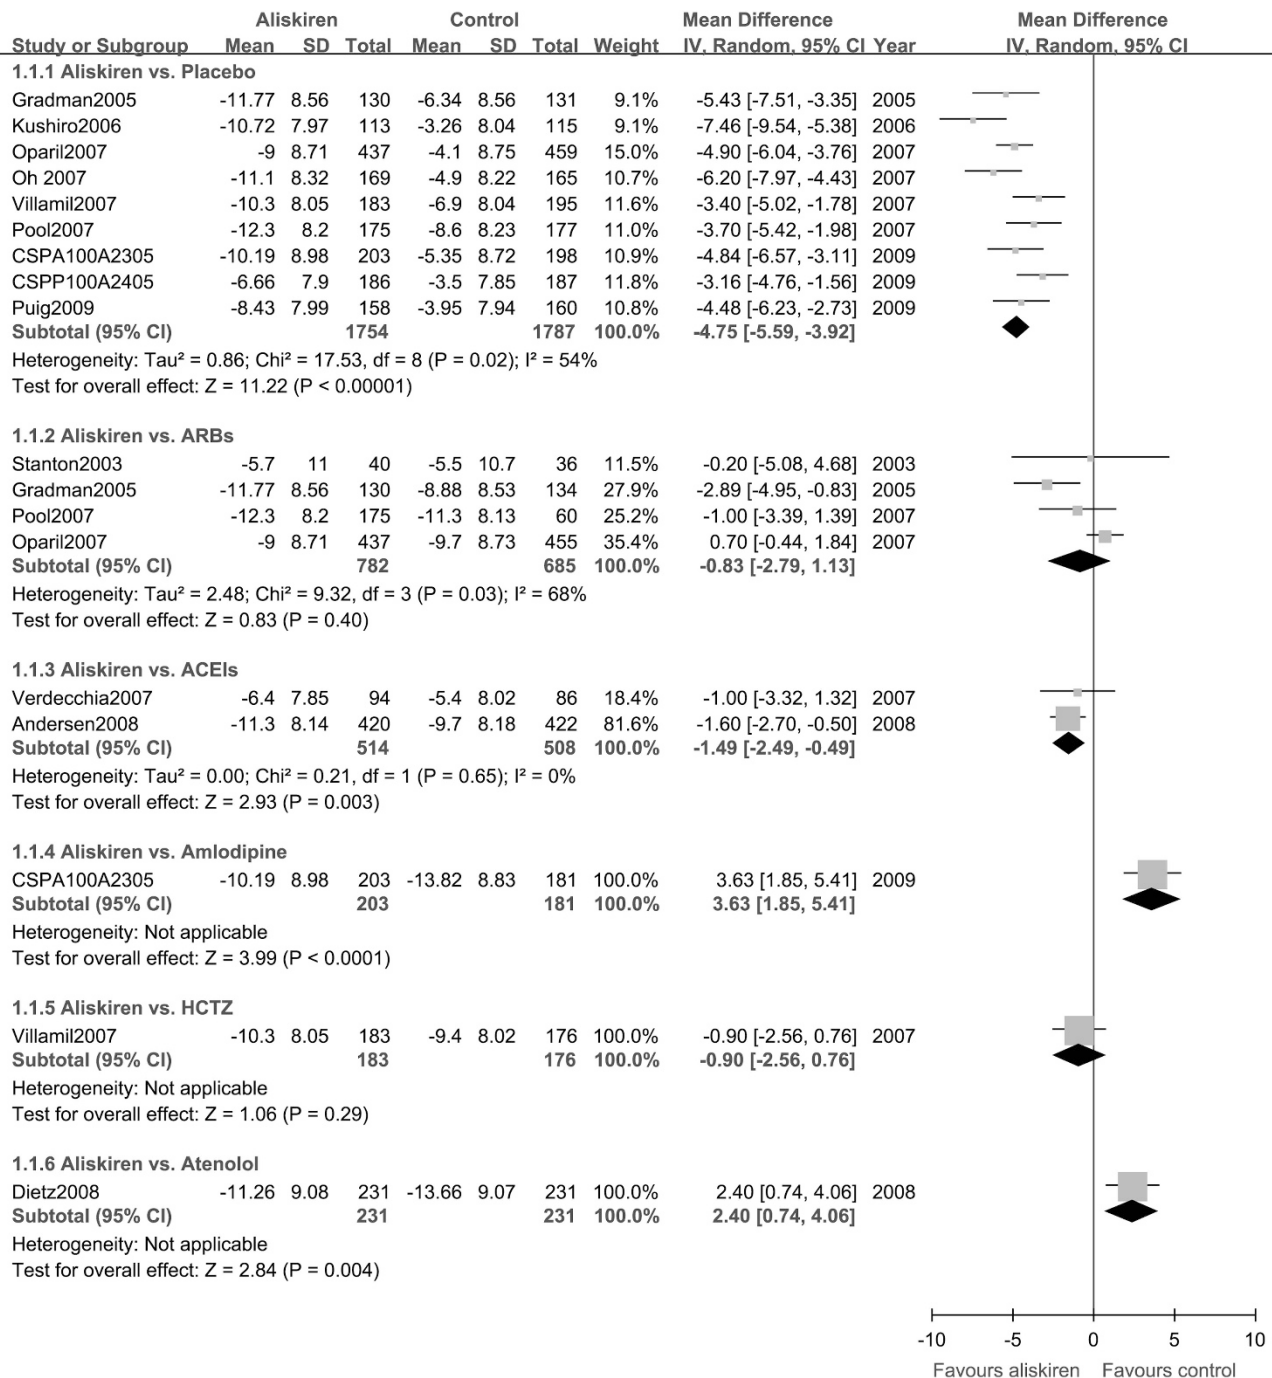 Aliskiren Control Mean Difference Mean Difference
Study or Subgroup Mean SD Total Mean SD Total Weight IV, Random, 95% CI Year IV, Random, 95% CI
1.1.1 Aliskiren vs. Placebo
Gradman2005 -11.77 8.56 130 -6.34 8.56 131 9.1% -5.43 [-7.51, -3.35] 2005
Kushiro2006 -10.72 7.97 113 -3.26 8.04 115 9.1% -7.46 [-9.54, -5.38] 2006
Oparil2007 -9 8.71 437 -4.1 8.75 459 15.0% -4.90 [-6.04, -3.76] 2007
Oh 2007 -11.1 8.32 169 -4.9 8.22 165 10.7% -6.20 [-7.97, -4.43] 2007
Villamil2007 -10.3 8.05 183 -6.9 8.04 195 11.6% -3.40 [-5.02, -1.78] 2007
Pool2007 -12.3 8.2 175 -8.6 8.23 177 11.0% -3.70 [-5.42, -1.98] 2007
CSPA100A2305 -10.19 8.98 203 -5.35 8.72 198 10.9% -4.84 [-6.57, -3.11] 2009
CSPP100A2405 -6.66 7.9 186 -3.5 7.85 187 11.8% -3.16 [-4.76, -1.56] 2009
Puig2009 -8.43 7.99 158 -3.95 7.94 160 10.8% -4.48 [-6.23, -2.73] 2009
Subtotal (95% CI) 1754 1787 100.0% -4.75 [-5.59, -3.92]
Heterogeneity: Tau² = 0.86; Chi² = 17.53, df = 8 (P = 0.02); I² = 54%
Test for overall effect: Z = 11.22 (P < 0.00001)
1.1.2 Aliskiren vs. ARBs
Stanton2003 -5.7 11 40 -5.5 10.7 36 11.5% -0.20 [-5.08, 4.68] 2003
Gradman2005 -11.77 8.56 130 -8.88 8.53 134 27.9% -2.89 [-4.95, -0.83] 2005
Pool2007 -12.3 8.2 175 -11.3 8.13 60 25.2% -1.00 [-3.39, 1.39] 2007
Oparil2007 -9 8.71 437 -9.7 8.73 455 35.4% 0.70 [-0.44, 1.84] 2007
Subtotal (95% CI) 782 685 100.0% -0.83 [-2.79, 1.13]
Heterogeneity: Tau² = 2.48; Chi² = 9.32, df = 3 (P = 0.03); I² = 68%
Test for overall effect: Z = 0.83 (P = 0.40)
1.1.3 Aliskiren vs. ACEIs
Verdecchia2007 -6.4 7.85 94 -5.4 8.02 86 18.4% -1.00 [-3.32, 1.32] 2007
Andersen2008 -11.3 8.14 420 -9.7 8.18 422 81.6% -1.60 [-2.70, -0.50] 2008
Subtotal (95% CI) 514 508 100.0% -1.49 [-2.49, -0.49]
Heterogeneity: Tau² = 0.00; Chi² = 0.21, df = 1 (P = 0.65); I² = 0%
Test for overall effect: Z = 2.93 (P = 0.003)
1.1.4 Aliskiren vs. Amlodipine
CSPA100A2305 -10.19 8.98 203 -13.82 8.83 181 100.0% 3.63 [1.85, 5.41] 2009
Subtotal (95% CI) 203 181 100.0% 3.63 [1.85, 5.41]
Heterogeneity: Not applicable
Test for overall effect: Z = 3.99 (P < 0.0001)
1.1.5 Aliskiren vs. HCTZ
Villamil2007 -10.3 8.05 183 -9.4 8.02 176 100.0% -0.90 [-2.56, 0.76] 2007
Subtotal (95% CI) 183 176 100.0% -0.90 [-2.56, 0.76]
Heterogeneity: Not applicable
Test for overall effect: Z = 1.06 (P = 0.29)
1.1.6 Aliskiren vs. Atenolol
Dietz2008 -11.26 9.08 231 -13.66 9.07 231 100.0% 2.40 [0.74, 4.06] 2008
Subtotal (95% CI) 231 231 100.0% 2.40 [0.74, 4.06]
Heterogeneity: Not applicable
Test for overall effect: Z = 2.84 (P = 0.004)
-10 -5 0 5 10
Favours aliskiren Favours control